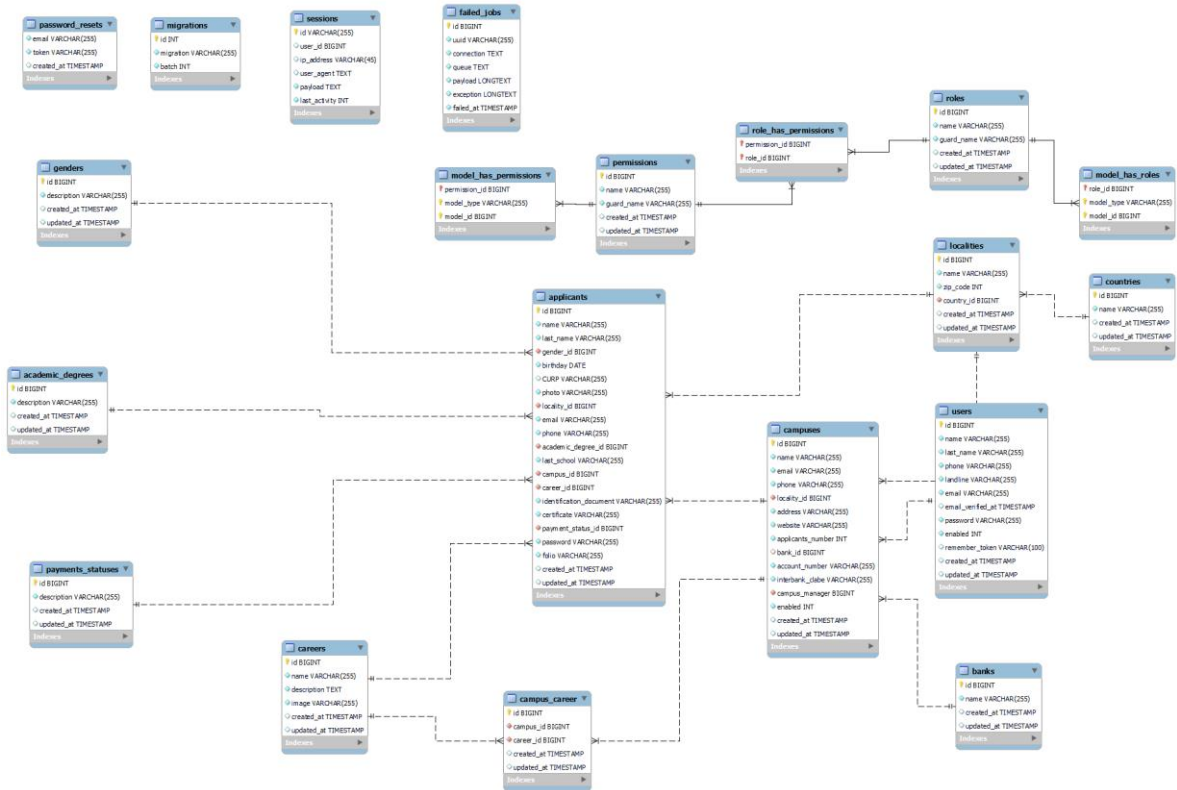 password_resets
email VARCHAR(255)
token VARCHAR(255)
created_at TIMESTAMP
Indexes
migrations
id INT
migration VARCHAR(255)
batch INT
Indexes
sessions
id VARCHAR(255)
user_id BIGINT
ip_address VARCHAR(45)
user_agent TEXT
payload TEXT
last_activity INT
Indexes
failed_jobs
id BIGINT
uuid VARCHAR(255)
connection TEXT
queue TEXT
payload LONGTEXT
exception LONGTEXT
failed_at TIMESTAMP
Indexes
role_has_permissions
permission_id BIGINT
role_id BIGINT
Indexes
roles
id BIGINT
name VARCHAR(255)
guard_name VARCHAR(255)
created_at TIMESTAMP
updated_at TIMESTAMP
Indexes
genders
id BIGINT
description VARCHAR(255)
created_at TIMESTAMP
updated_at TIMESTAMP
Indexes
model_has_permissions
permission_id BIGINT
model_type VARCHAR(255)
model_id BIGINT
Indexes
permissions
id BIGINT
name VARCHAR(255)
guard_name VARCHAR(255)
created_at TIMESTAMP
updated_at TIMESTAMP
Indexes
model_has_roles
role_id BIGINT
model_type VARCHAR(255)
model_id BIGINT
Indexes
localities
id BIGINT
name VARCHAR(255)
zip_code INT
country_id BIGINT
created_at TIMESTAMP
updated_at TIMESTAMP
Indexes
countries
id BIGINT
name VARCHAR(255)
created_at TIMESTAMP
updated_at TIMESTAMP
Indexes
applicants
id BIGINT
name VARCHAR(255)
last_name VARCHAR(255)
gender_id BIGINT
birthday DATE
CURP VARCHAR(255)
photo VARCHAR(255)
locality_id BIGINT
email VARCHAR(255)
phone VARCHAR(255)
academic_degree_id BIGINT
last_school VARCHAR(255)
campus_id BIGINT
career_id BIGINT
identification_document VARCHAR(255)
certificate VARCHAR(255)
payment_status_id BIGINT
password VARCHAR(255)
folio VARCHAR(255)
created_at TIMESTAMP
updated_at TIMESTAMP
Indexes
academic_degrees
id BIGINT
description VARCHAR(255)
created_at TIMESTAMP
updated_at TIMESTAMP
Indexes
campuses
id BIGINT
name VARCHAR(255)
email VARCHAR(255)
phone VARCHAR(255)
locality_id BIGINT
address VARCHAR(255)
website VARCHAR(255)
applicants_number INT
bank_id BIGINT
account_number VARCHAR(255)
interbank_clabe VARCHAR(255)
campus_manager BIGINT
enabled INT
created_at TIMESTAMP
updated_at TIMESTAMP
Indexes
users
id BIGINT
name VARCHAR(255)
last_name VARCHAR(255)
phone VARCHAR(255)
landline VARCHAR(255)
email VARCHAR(255)
email_verified_at TIMESTAMP
password VARCHAR(255)
enabled INT
remember_token VARCHAR(100)
created_at TIMESTAMP
updated_at TIMESTAMP
Indexes
payments_statuses
id BIGINT
description VARCHAR(255)
created_at TIMESTAMP
updated_at TIMESTAMP
Indexes
careers
id BIGINT
name VARCHAR(255)
description TEXT
image VARCHAR(255)
created_at TIMESTAMP
updated_at TIMESTAMP
Indexes
campus_career
id BIGINT
campus_id BIGINT
career_id BIGINT
created_at TIMESTAMP
updated_at TIMESTAMP
Indexes
banks
id BIGINT
name VARCHAR(255)
created_at TIMESTAMP
updated_at TIMESTAMP
Indexes